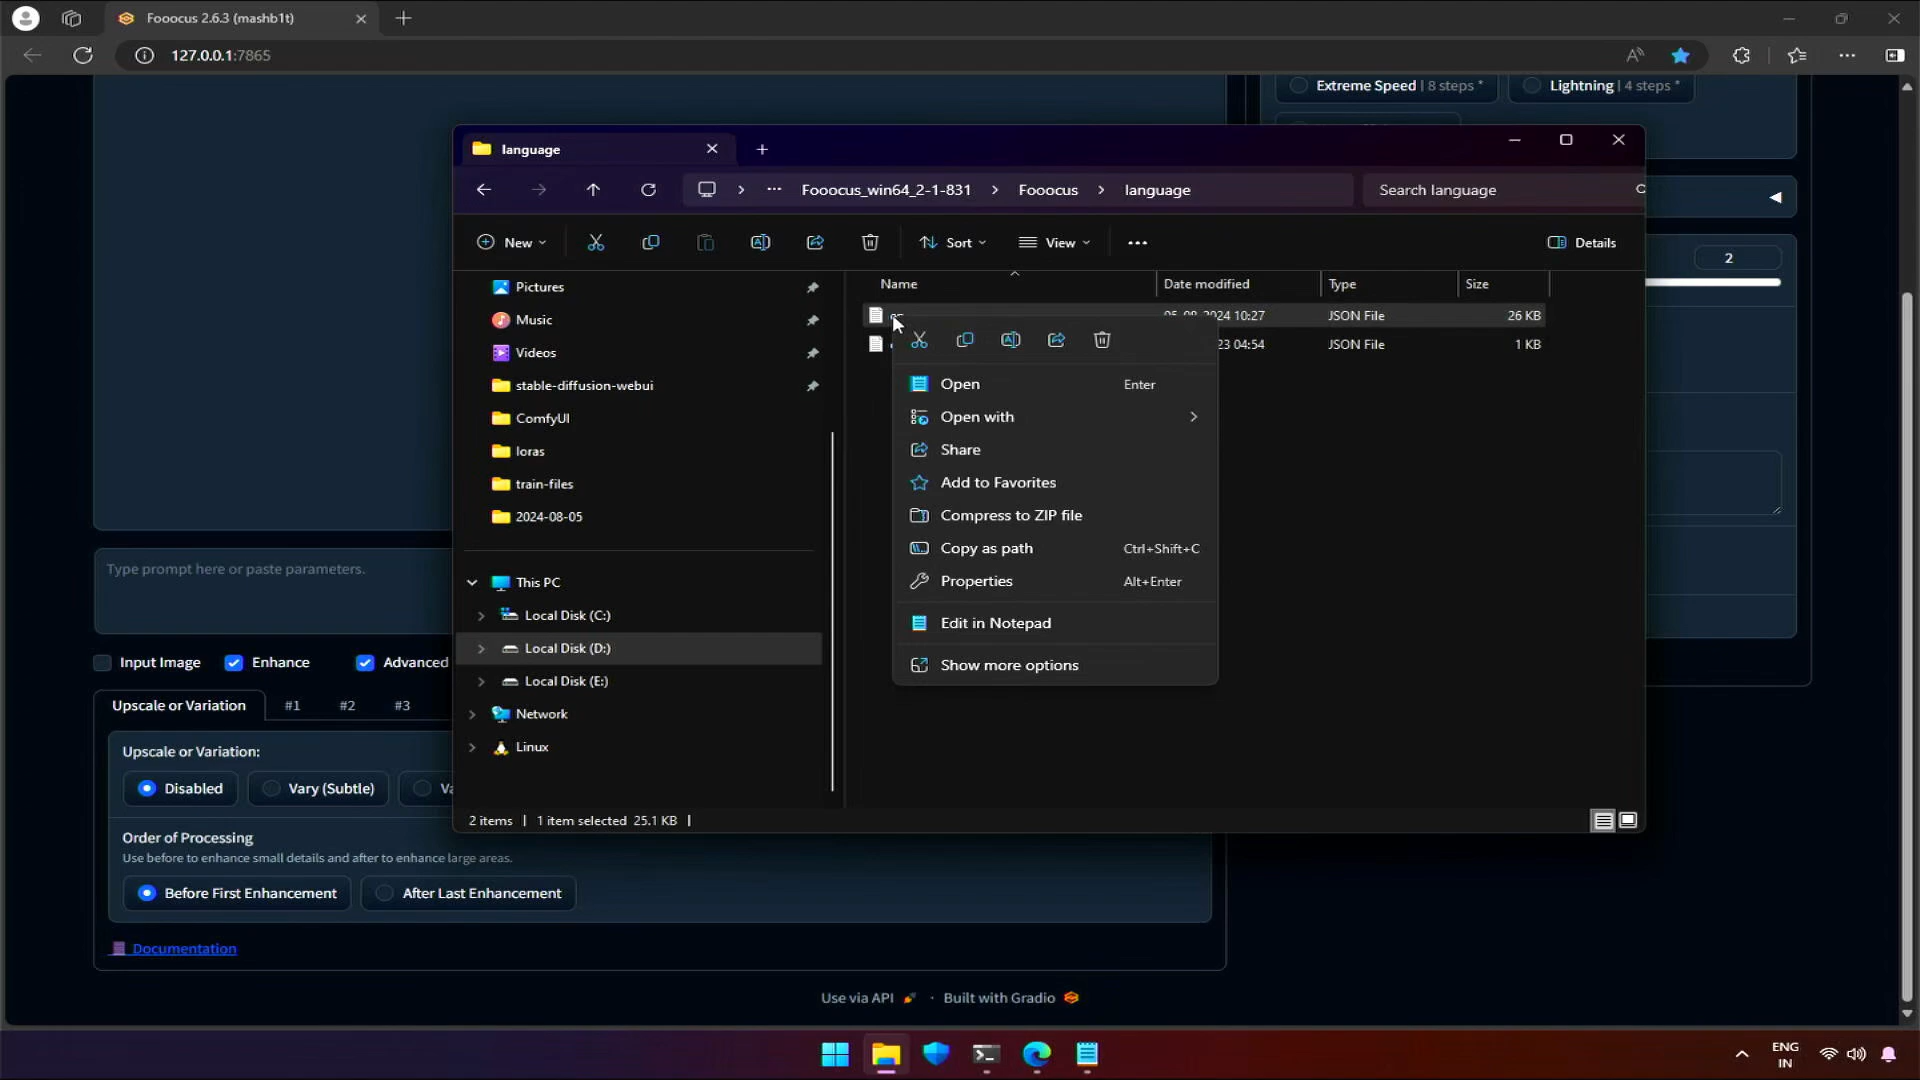 Fooocus 2.6.3 (mashb1t)
127.0.0.1:7865
Extreme Speed | 8 steps *
Lightning | 4 steps *
language
Fooocus_win64_2-1-831
Fooocus
language
Search language
New
Sort
View
Details
2
Name
Date modified
Type
Size
Pictures
Music
Videos
stable-diffusion-webui
ComfyUI
loras
train-files
2024-08-05
05-08-2024 10:27
JSON File
26 KB
23 04:54
JSON File
1 KB
Open
Enter
Open with
Share
Add to Favorites
Compress to ZIP file
Copy as path
Ctrl+Shift+C
Properties
Alt+Enter
Edit in Notepad
Show more options
Type prompt here or paste parameters.
This PC
Local Disk (C:)
Local Disk (D:)
Local Disk (E:)
Network
Linux
Input Image
Enhance
Advanced
Upscale or Variation
#1
#2
#3
Upscale or Variation:
Disabled
Vary (Subtle)
Va
2 items
1 item selected 25.1 KB
Order of Processing
Use before to enhance small details and after to enhance large areas.
Before First Enhancement
After Last Enhancement
Documentation
Use via API
·
Built with Gradio
ENG
IN